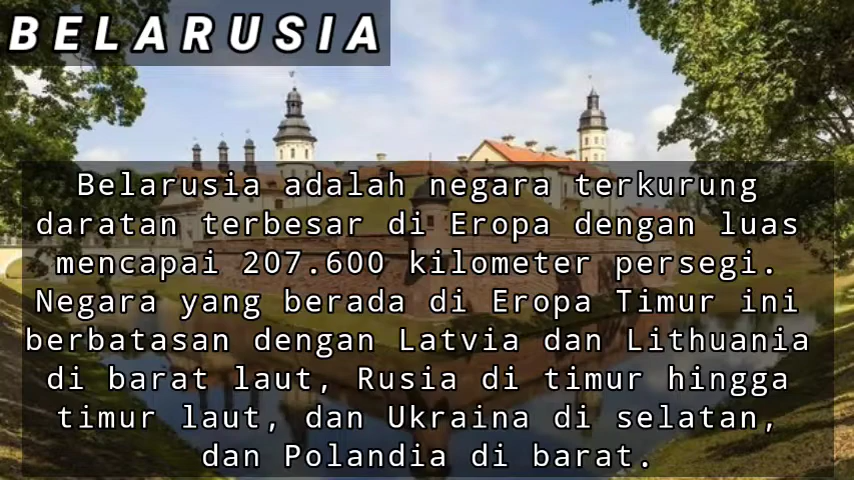 BELARUSIA
Belarusia adalah negara terkurung
daratan terbesar di Eropa dengan luas
mencapai 207.600 kilometer persegi.
Negara yang berada di Eropa Timur ini
berbatasan dengan Latvia dan Lithuania
di barat laut, Rusia di timur hingga
timur laut, dan Ukraina di selatan,
dan Polandia di barat.